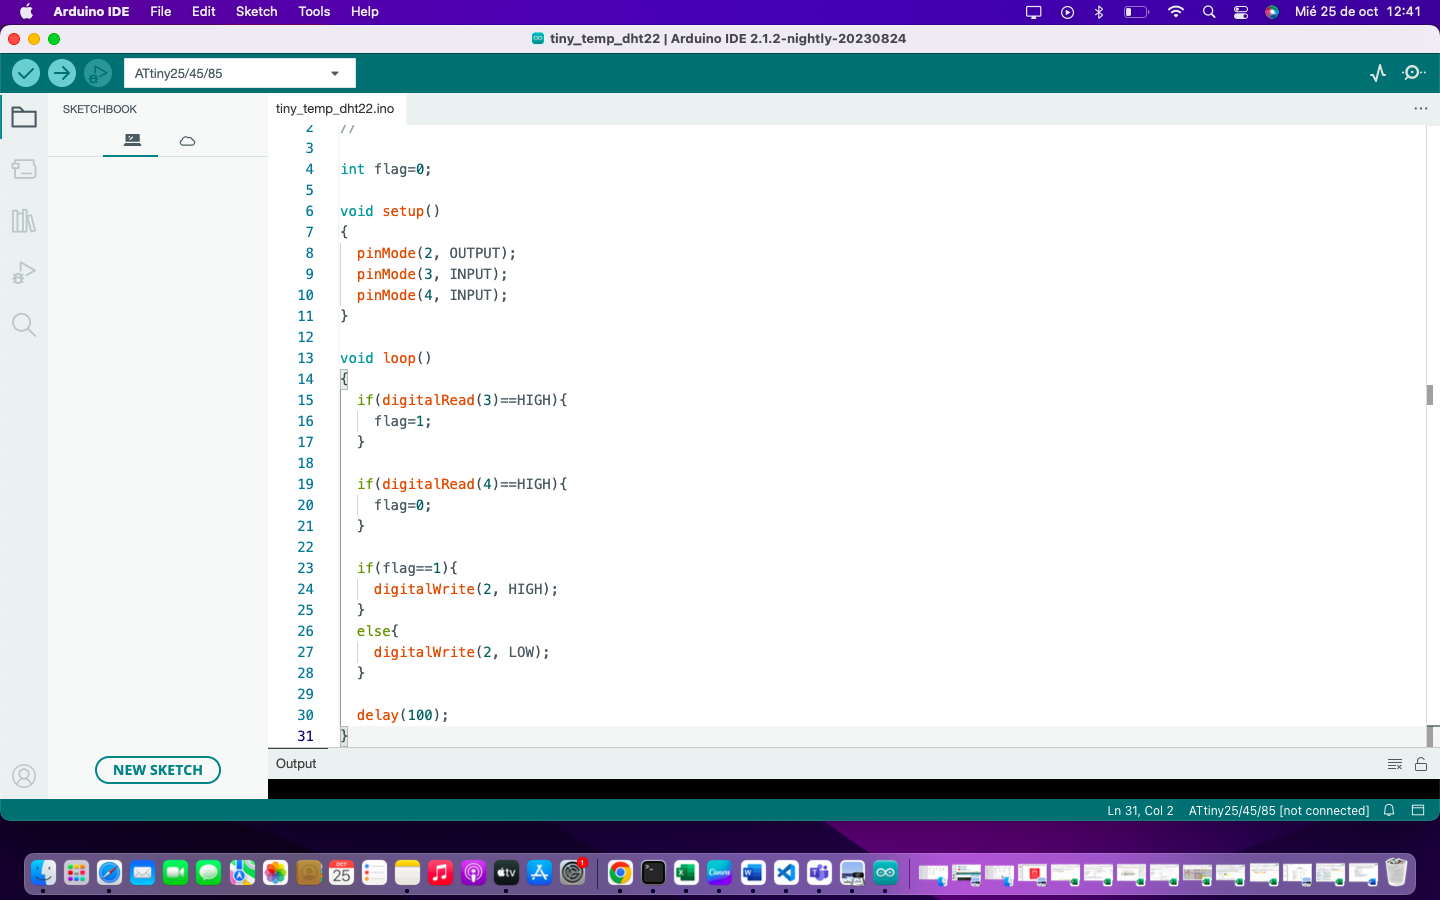 Arduino IDE File Edit Sketch Tools Help Mié 25 de oct 12:41
tiny_temp_dht22 | Arduino IDE 2.1.2-nightly-20230824
ATtiny25/45/85
SKETCHBOOK
tiny_temp_dht22.ino
2 //
3
4 int flag=0;
5
6 void setup()
7 {
8 pinMode(2, OUTPUT);
9 pinMode(3, INPUT);
10 pinMode(4, INPUT);
11 }
12
13 void loop()
14 {
15 if(digitalRead(3)==HIGH){
16 flag=1;
17 }
18
19 if(digitalRead(4)==HIGH){
20 flag=0;
21 }
22
23 if(flag==1){
24 digitalWrite(2, HIGH);
25 }
26 else{
27 digitalWrite(2, LOW);
28 }
29
30 delay(100);
31 }
NEW SKETCH
Output
Ln 31, Col 2 ATtiny25/45/85 [not connected]
OCT
25
tv
1
Canva